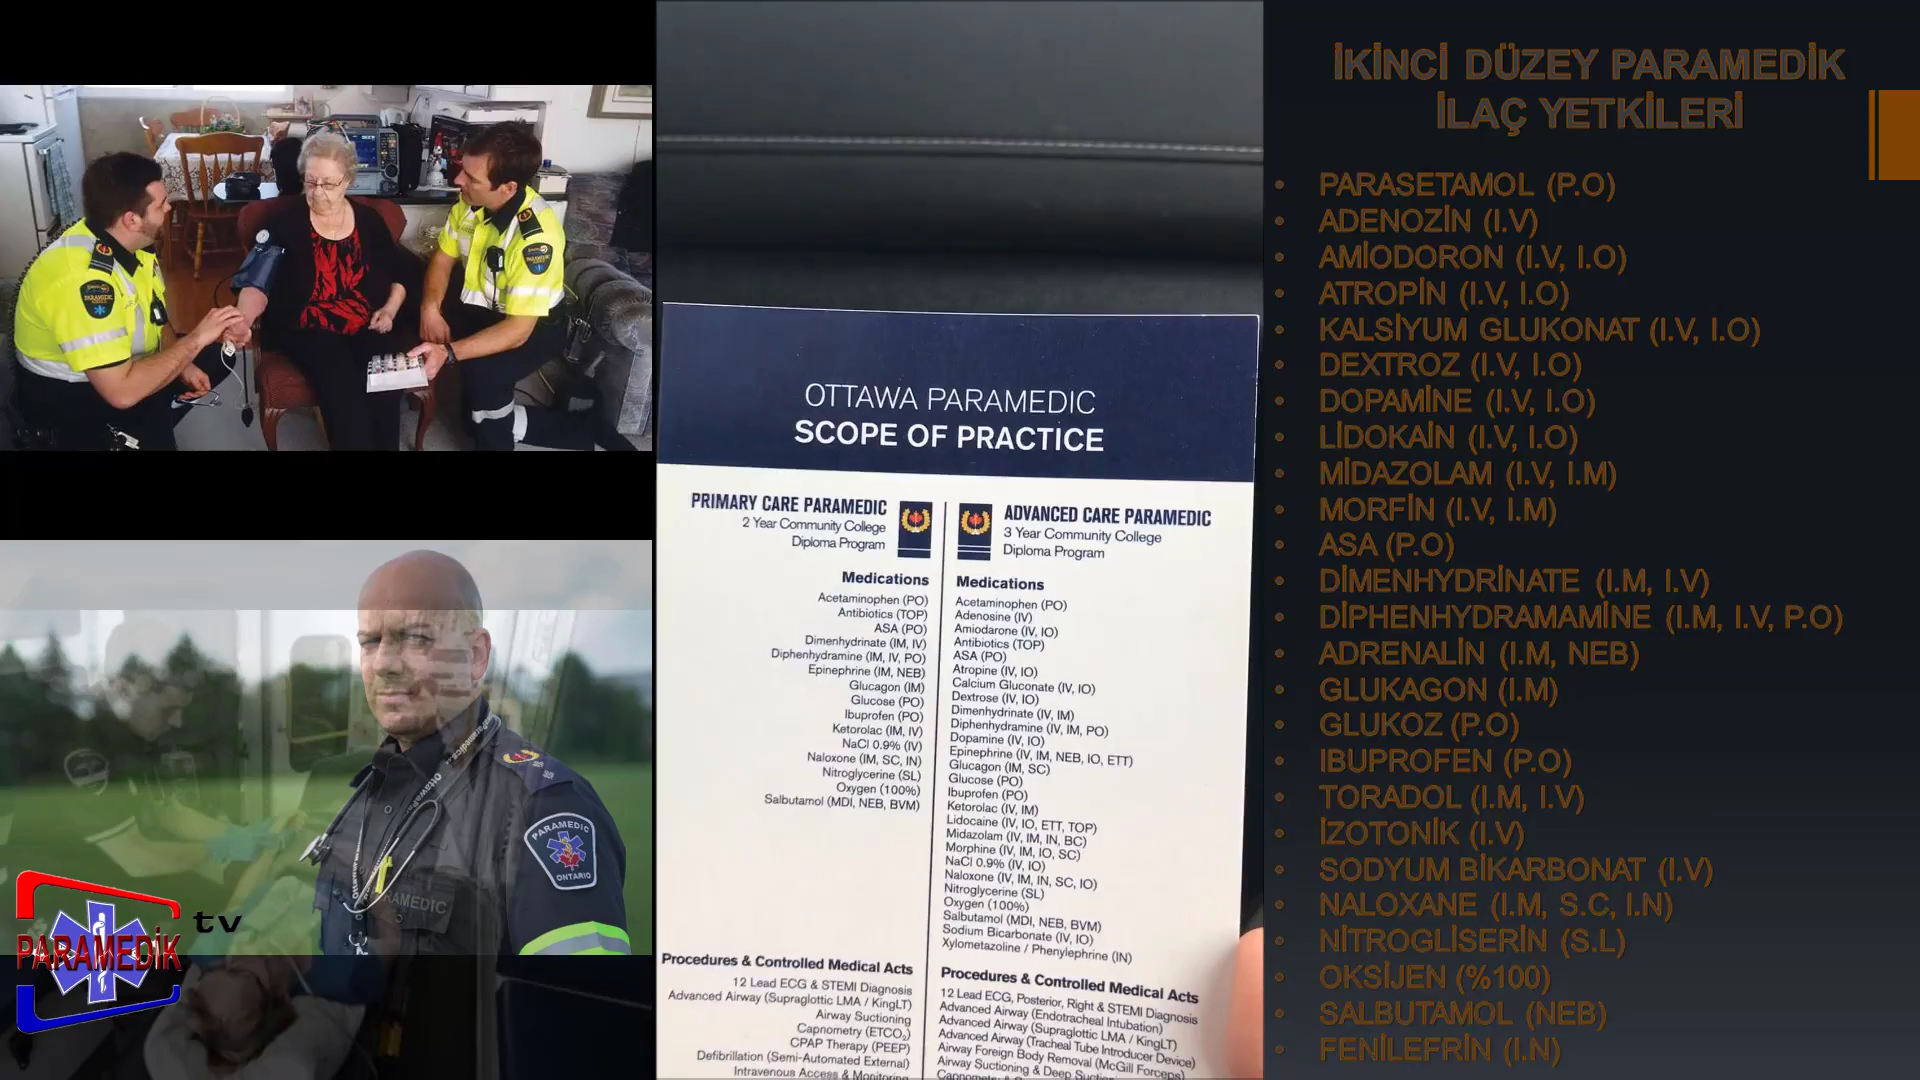 PARAMEDIC
ONTARIO
PARAMEDIC
PARAMEDİK
tv
OTTAWA PARAMEDIC
SCOPE OF PRACTICE
PRIMARY CARE PARAMEDIC
2 Year Community College
Diploma Program
Medications
Acetaminophen (PO)
Antibiotics (TOP)
ASA (PO)
Dimenhydrinate (IM, IV)
Diphenhydramine (IM, IV, PO)
Epinephrine (IM, NEB)
Glucagon (IM)
Glucose (PO)
Ibuprofen (PO)
Ketorolac (IM, IV)
NaCl 0.9% (IV)
Naloxone (IM, SC, IN)
Nitroglycerine (SL)
Oxygen (100%)
Salbutamol (MDI, NEB, BVM)
Procedures & Controlled Medical Acts
12 Lead ECG & STEMI Diagnosis
Advanced Airway (Supraglottic LMA / KingLT)
Airway Suctioning
Capnometry (ETCO₂)
CPAP Therapy (PEEP)
Defibrillation (Semi-Automated External)
Intravenous Access & Monitoring
ADVANCED CARE PARAMEDIC
3 Year Community College
Diploma Program
Medications
Acetaminophen (PO)
Adenosine (IV)
Amiodarone (IV, IO)
Antibiotics (TOP)
ASA (PO)
Atropine (IV, IO)
Calcium Gluconate (IV, IO)
Dextrose (IV, IO)
Dimenhydrinate (IV, IM)
Diphenhydramine (IV, IM, PO)
Dopamine (IV, IO)
Epinephrine (IV, IM, NEB, IO, ETT)
Glucagon (IM, SC)
Glucose (PO)
Ibuprofen (PO)
Ketorolac (IV, IM)
Lidocaine (IV, IO, ETT, TOP)
Midazolam (IV, IM, IN, BC)
Morphine (IV, IM, IO, SC)
NaCl 0.9% (IV, IO)
Naloxone (IV, IM, IN, SC, IO)
Nitroglycerine (SL)
Oxygen (100%)
Salbutamol (MDI, NEB, BVM)
Sodium Bicarbonate (IV, IO)
Xylometazoline / Phenylephrine (IN)
Procedures & Controlled Medical Acts
12 Lead ECG, Posterior, Right & STEMI Diagnosis
Advanced Airway (Endotracheal Intubation)
Advanced Airway (Supraglottic LMA / KingLT)
Advanced Airway (Tracheal Tube Introducer Device)
Airway Foreign Body Removal (McGill Forceps)
Airway Suctioning & Deep
İKİNCİ DÜZEY PARAMEDİK
İLAÇ YETKİLERİ
• PARASETAMOL (P.O)
• ADENOZİN (I.V)
• AMİODORON (I.V, I.O)
• ATROPİN (I.V, I.O)
• KALSİYUM GLUKONAT (I.V, I.O)
• DEXTROZ (I.V, I.O)
• DOPAMİNE (I.V, I.O)
• LİDOKAİN (I.V, I.O)
• MİDAZOLAM (I.V, I.M)
• MORFİN (I.V, I.M)
• ASA (P.O)
• DİMENHYDRİNATE (I.M, I.V)
• DİPHENHYDRAMAMİNE (I.M, I.V, P.O)
• ADRENALİN (I.M, NEB)
• GLUKAGON (I.M)
• GLUKOZ (P.O)
• IBUPROFEN (P.O)
• TORADOL (I.M, I.V)
• İZOTONİK (I.V)
• SODYUM BİKARBONAT (I.V)
• NALOXANE (I.M, S.C, I.N)
• NİTROGLİSERİN (S.L)
• OKSİJEN (%100)
• SALBUTAMOL (NEB)
• FENİLEFRİN (I.N)